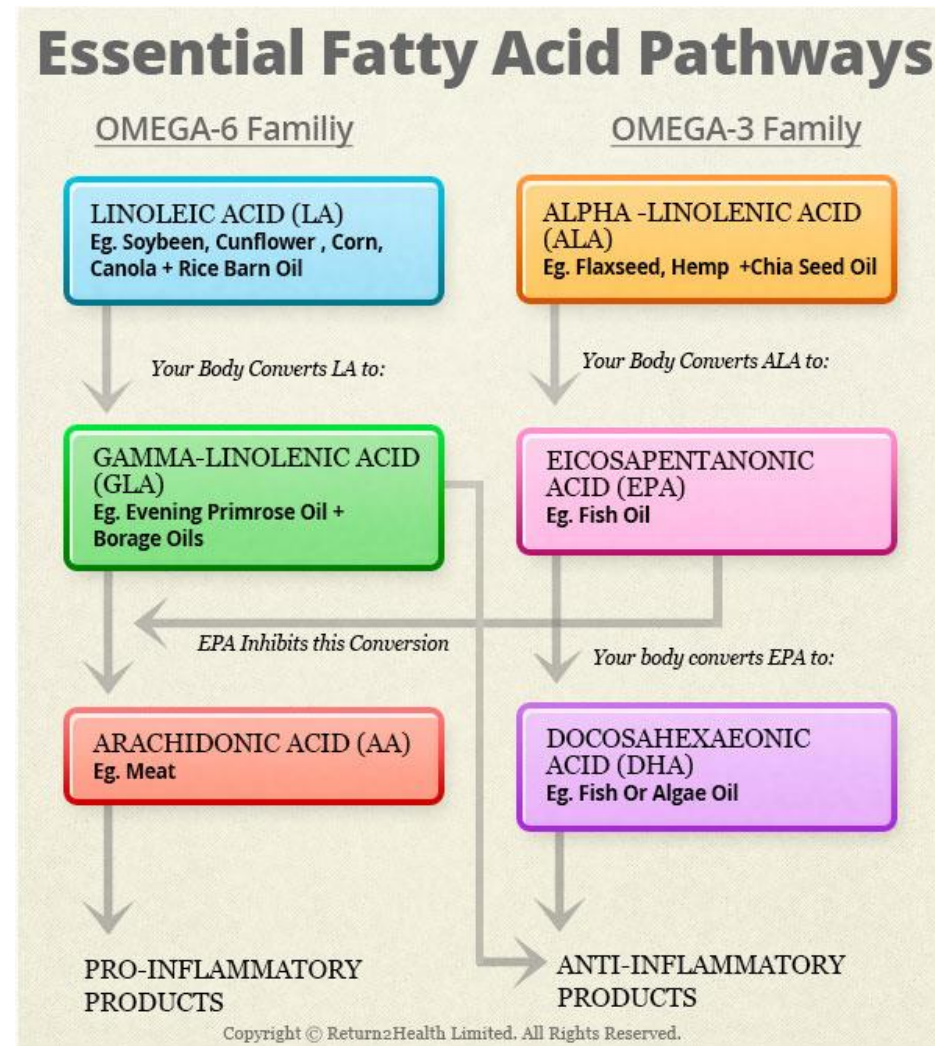 Essential Fatty Acid Pathways
OMEGA-6 Familiy
OMEGA-3 Family
LINOLEIC ACID (LA)
Eg. Soybeen, Cunflower , Corn,
Canola + Rice Barn Oil
ALPHA -LINOLENIC ACID
(ALA)
Eg. Flaxseed, Hemp +Chia Seed Oil
Your Body Converts LA to:
Your Body Converts ALA to:
GAMMA-LINOLENIC ACID
(GLA)
Eg. Evening Primrose Oil +
Borage Oils
EICOSAPENTANONIC
ACID (EPA)
Eg. Fish Oil
EPA Inhibits this Conversion
Your body converts EPA to:
ARACHIDONIC ACID (AA)
Eg. Meat
DOCOSAHEXAEONIC
ACID (DHA)
Eg. Fish Or Algae Oil
PRO-INFLAMMATORY
PRODUCTS
ANTI-INFLAMMATORY
PRODUCTS
Copyright © Return2Health Limited. All Rights Reserved.